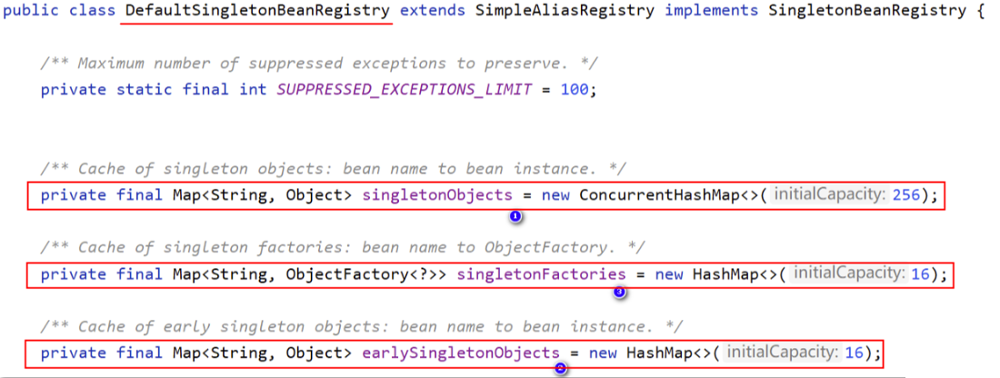 public class DefaultSingletonBeanRegistry extends SimpleAliasRegistry implements SingletonBeanRegistry {
/** Maximum number of suppressed exceptions to preserve. */
private static final int SUPPRESSED_EXCEPTIONS_LIMIT = 100;
/** Cache of singleton objects: bean name to bean instance. */
private final Map<String, Object> singletonObjects = new ConcurrentHashMap<>( initialCapacity: 256);
1
/** Cache of singleton factories: bean name to ObjectFactory. */
private final Map<String, ObjectFactory<?>> singletonFactories = new HashMap<>( initialCapacity: 16);
3
/** Cache of early singleton objects: bean name to bean instance. */
private final Map<String, Object> earlySingletonObjects = new HashMap<>( initialCapacity: 16);
2